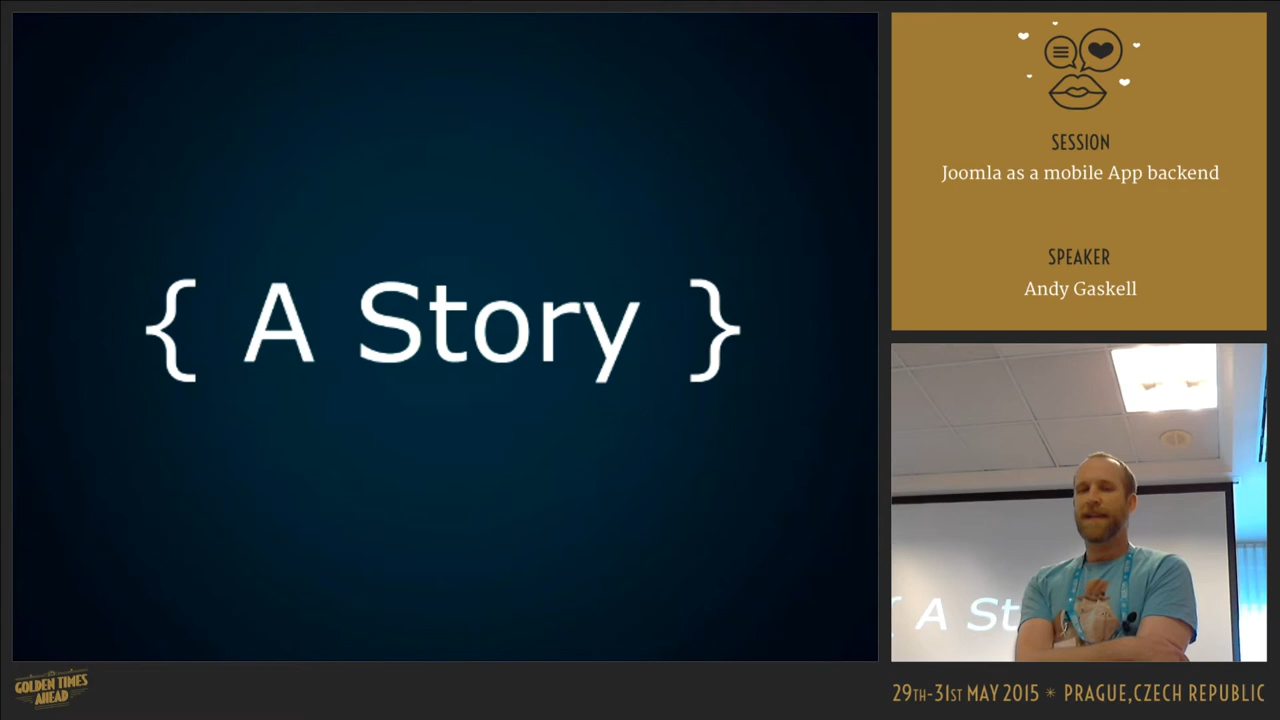 { A Story }
SESSION
Joomla as a mobile App backend
SPEAKER
Andy Gaskell
{ A St
GOLDEN TIMES
AHEAD
29TH-31ST MAY 2015 * PRAGUE,CZECH REPUBLIC